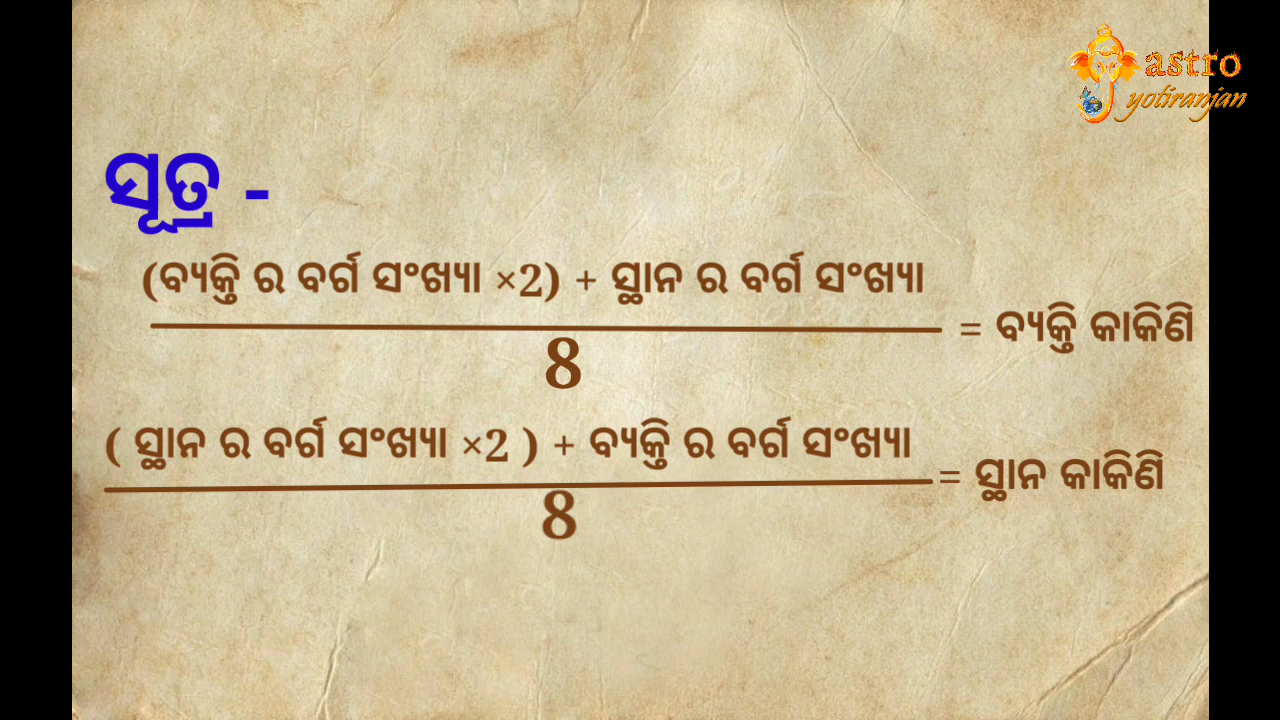 astro
yotiranjan
ସୂତ୍ର -
(ବ୍ୟକ୍ତି ର ବର୍ଗ ସଂଖ୍ୟା ×2) + ସ୍ଥାନ ର ବର୍ଗ ସଂଖ୍ୟା
= ବ୍ୟକ୍ତି କାକିଣି
8
( ସ୍ଥାନ ର ବର୍ଗ ସଂଖ୍ୟା ×2 ) + ବ୍ୟକ୍ତି ର ବର୍ଗ ସଂଖ୍ୟା
= ସ୍ଥାନ କାକିଣି
8